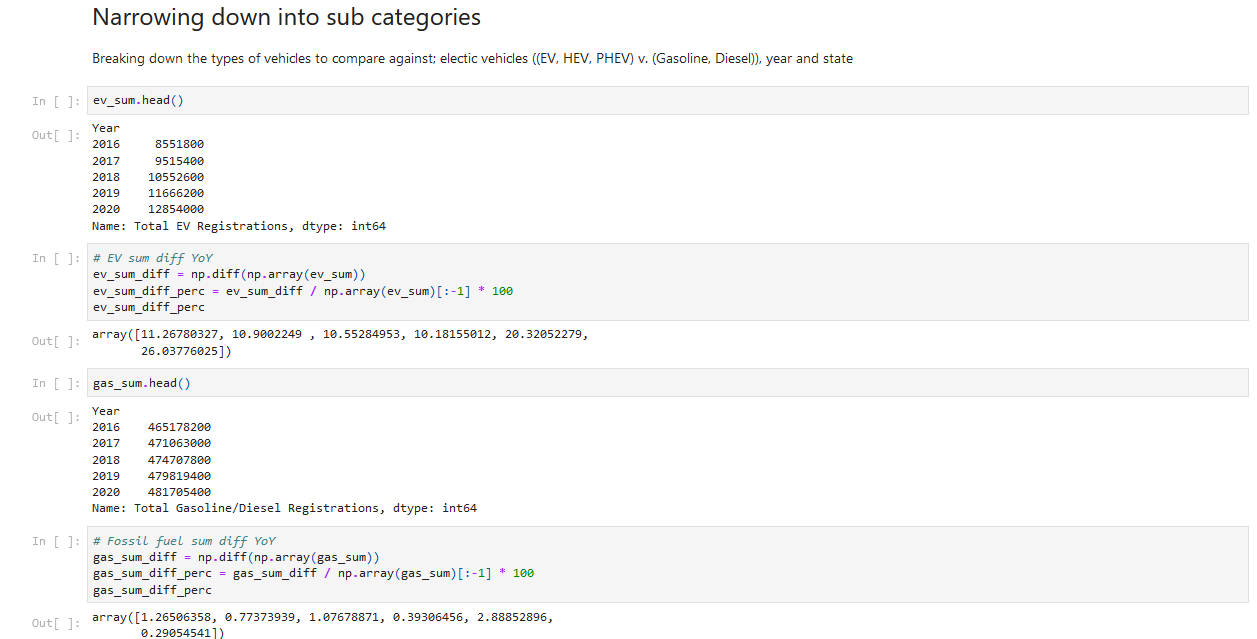 Narrowing down into sub categories
Breaking down the types of vehicles to compare against; electic vehicles ((EV, HEV, PHEV) v. (Gasoline, Diesel)), year and state
In [ ]: ev_sum.head()
Out[ ]: Year
2016     8551800
2017     9515400
2018    10552600
2019    11666200
2020    12854000
Name: Total EV Registrations, dtype: int64
In [ ]: # EV sum diff YoY
ev_sum_diff = np.diff(np.array(ev_sum))
ev_sum_diff_perc = ev_sum_diff / np.array(ev_sum)[:-1] * 100
ev_sum_diff_perc
Out[ ]: array([11.26780327, 10.9002249 , 10.55284953, 10.18155012, 20.32052279,
       26.03776025])
In [ ]: gas_sum.head()
Out[ ]: Year
2016    465178200
2017    471063000
2018    474707800
2019    479819400
2020    481705400
Name: Total Gasoline/Diesel Registrations, dtype: int64
In [ ]: # Fossil fuel sum diff YoY
gas_sum_diff = np.diff(np.array(gas_sum))
gas_sum_diff_perc = gas_sum_diff / np.array(gas_sum)[:-1] * 100
gas_sum_diff_perc
Out[ ]: array([1.26506358, 0.77373939, 1.07678871, 0.39306456, 2.88852896,
       0.29054541])